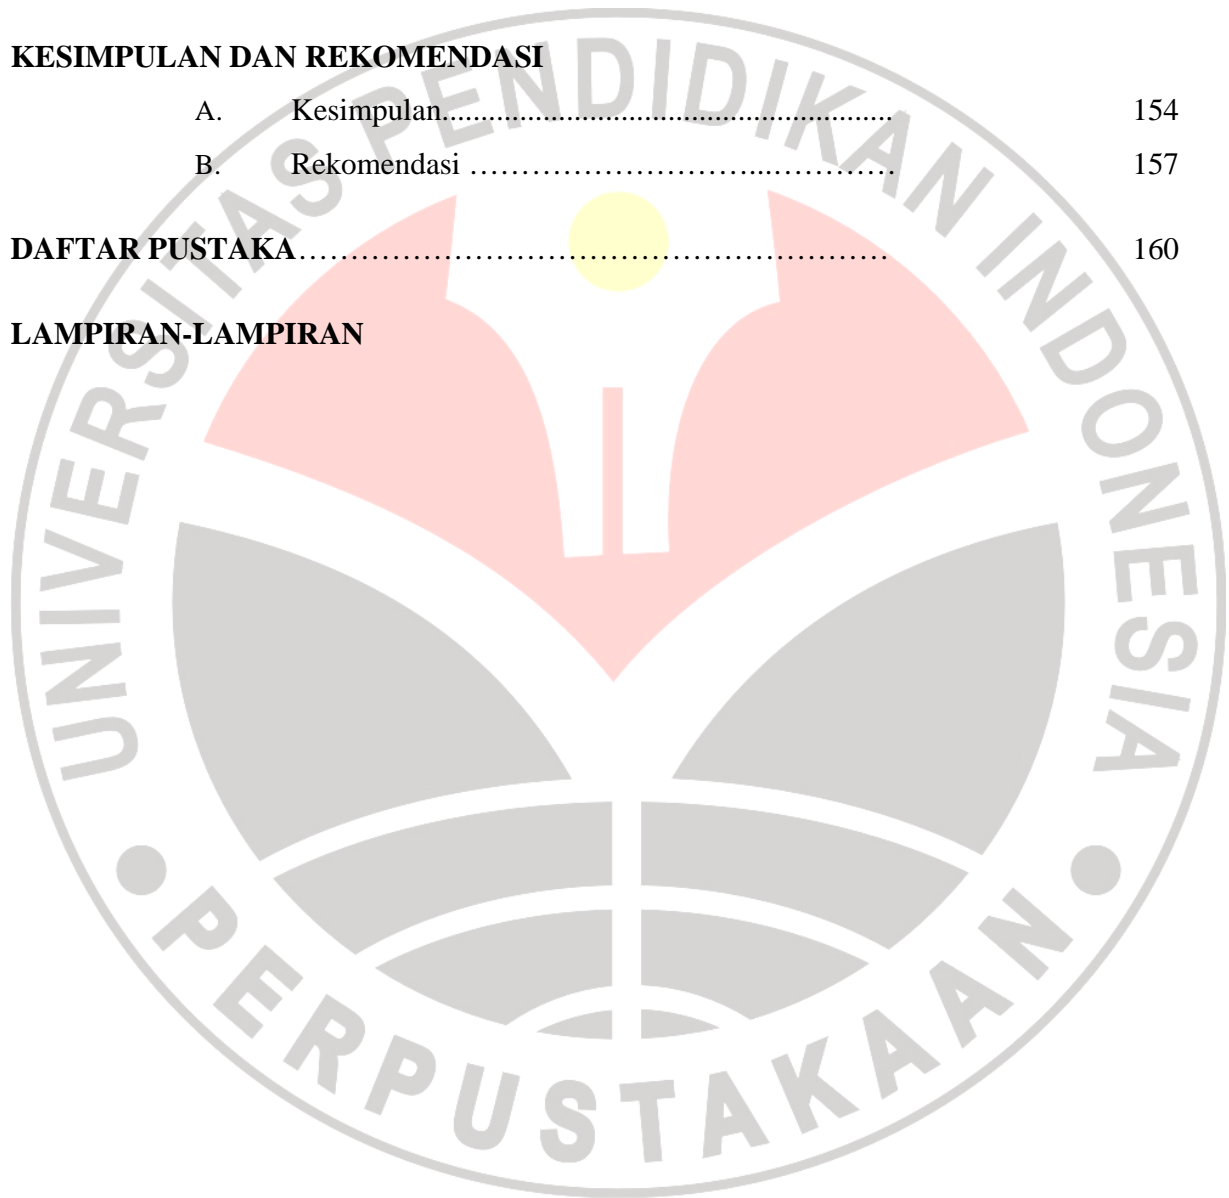 KESIMPULAN DAN REKOMENDASI
A. Kesimpulan.......................................................... 154
B. Rekomendasi ………………………...………… 157
DAFTAR PUSTAKA………………………………………………. 160
LAMPIRAN-LAMPIRAN
UNIVERSITAS PENDIDIKAN INDONESIA
PERPUSTAKAAN